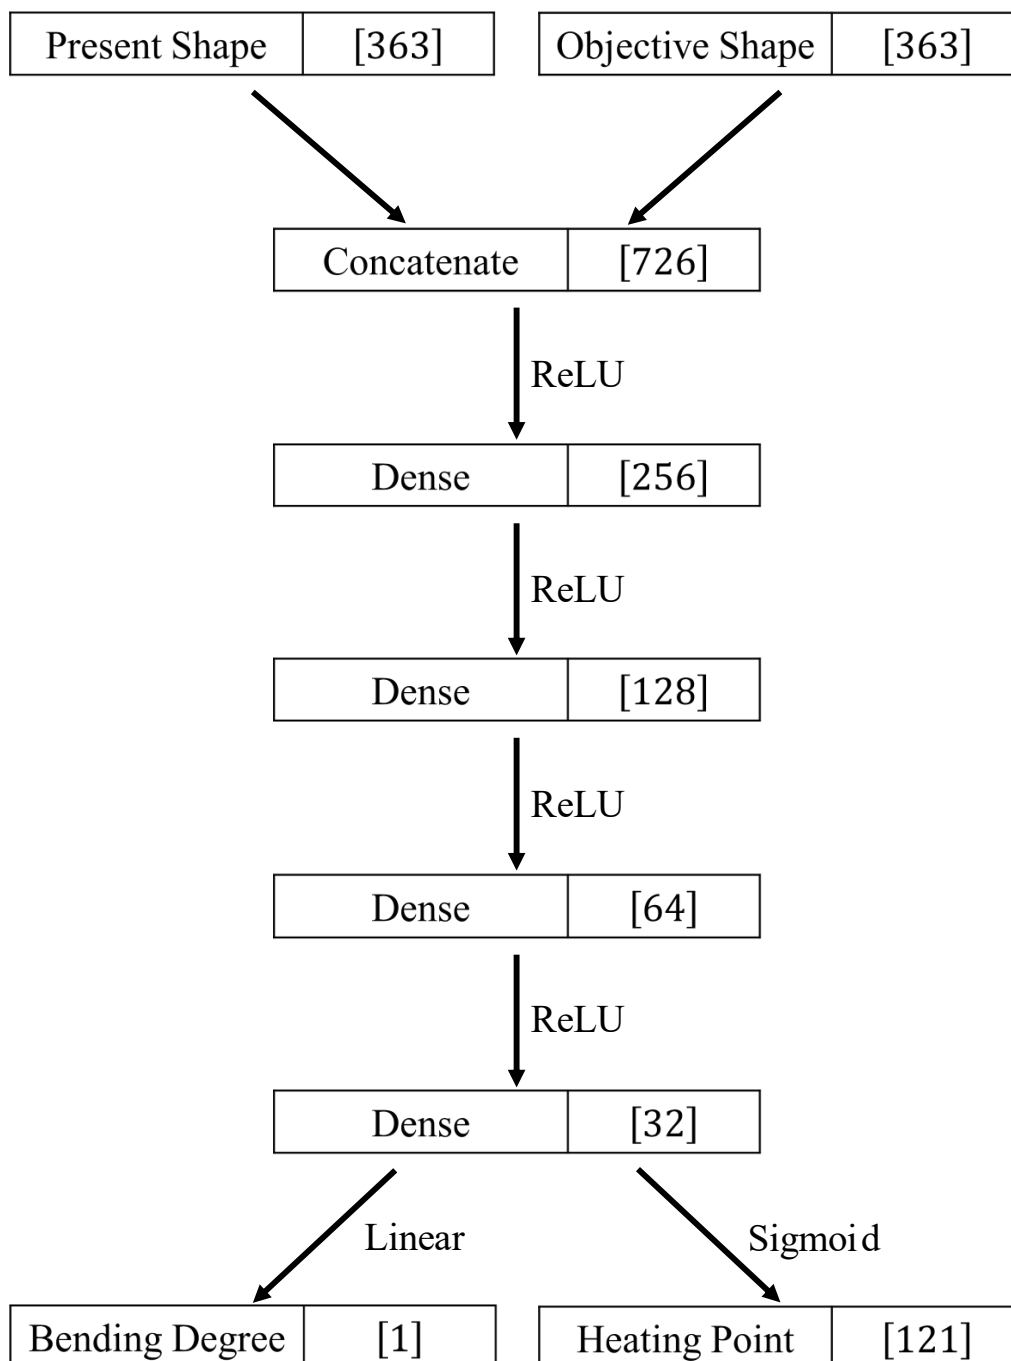 Present Shape [363] Objective Shape [363]
Concatenate [726]
ReLU
Dense [256]
ReLU
Dense [128]
ReLU
Dense [64]
ReLU
Dense [32]
Linear Sigmoid
Bending Degree [1] Heating Point [121]